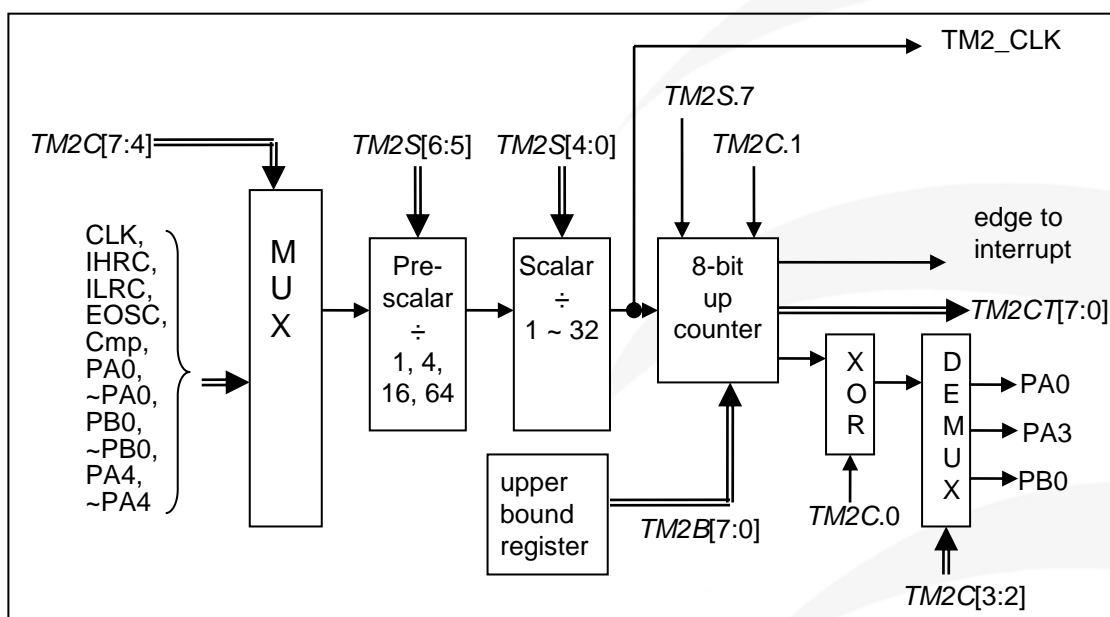 TM2_CLK
TM2S.7
TM2C[7:4]
TM2S[6:5]
TM2S[4:0]
TM2C.1
CLK,
IHRC,
ILRC,
EOSC,
Cmp,
PA0,
~PA0,
PB0,
~PB0,
PA4,
~PA4
M
U
X
Pre-
scalar
÷
1, 4,
16, 64
Scalar
÷
1 ~ 32
8-bit
up
counter
edge to
interrupt
TM2CT[7:0]
X
O
R
D
E
M
U
X
PA0
PA3
PB0
upper
bound
register
TM2B[7:0]
TM2C.0
TM2C[3:2]